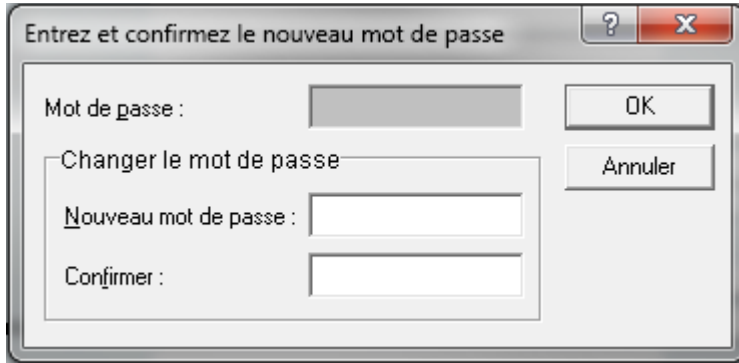 Entrez et confirmez le nouveau mot de passe
Mot de passe :
OK
Changer le mot de passe
Annuler
Nouveau mot de passe :
Confirmer :